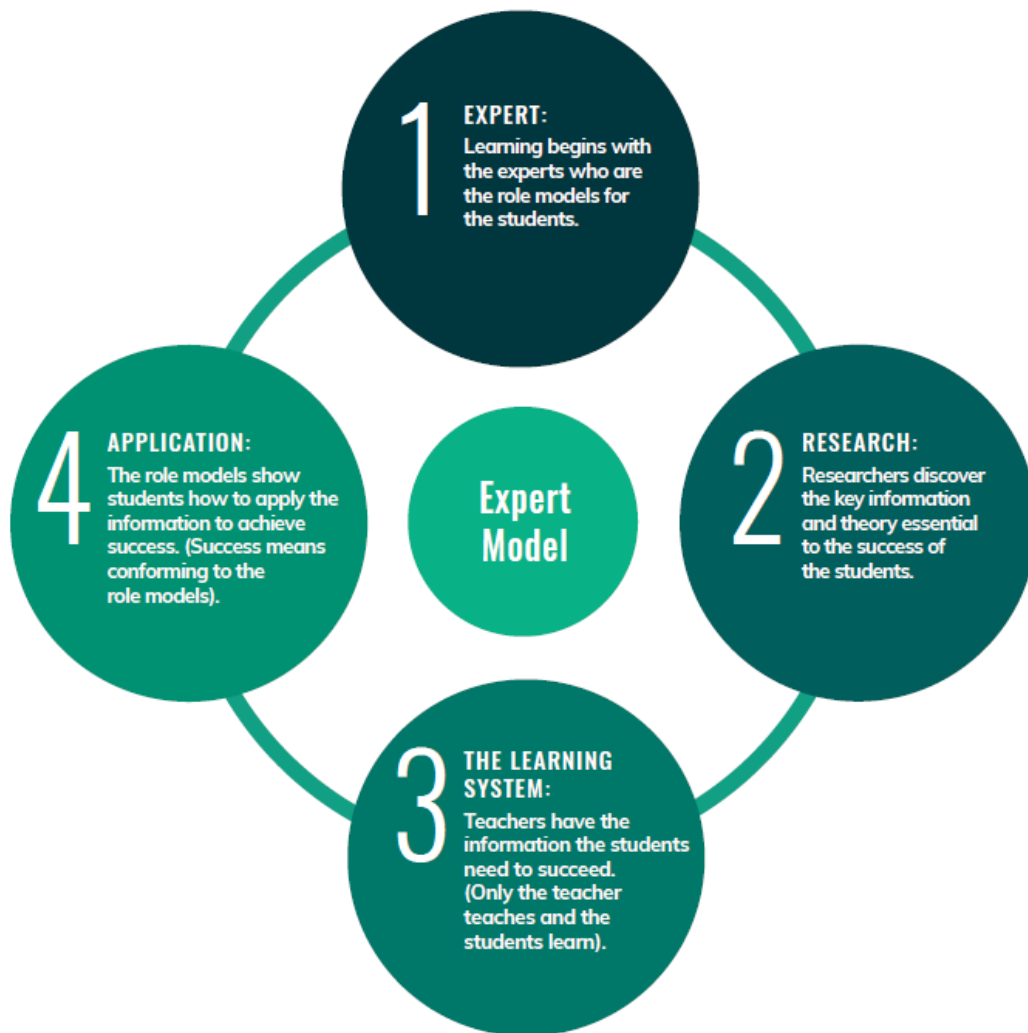 1
EXPERT:
Learning begins with
the experts who are
the role models for
the students.
2
RESEARCH:
Researchers discover
the key information
and theory essential
to the success of
the students.
3
THE LEARNING
SYSTEM:
Teachers have the
information the students
need to succeed.
(Only the teacher
teaches and the
students learn).
4
APPLICATION:
The role models show
students how to apply the
information to achieve
success. (Success means
conforming to the
role models).
Expert
Model